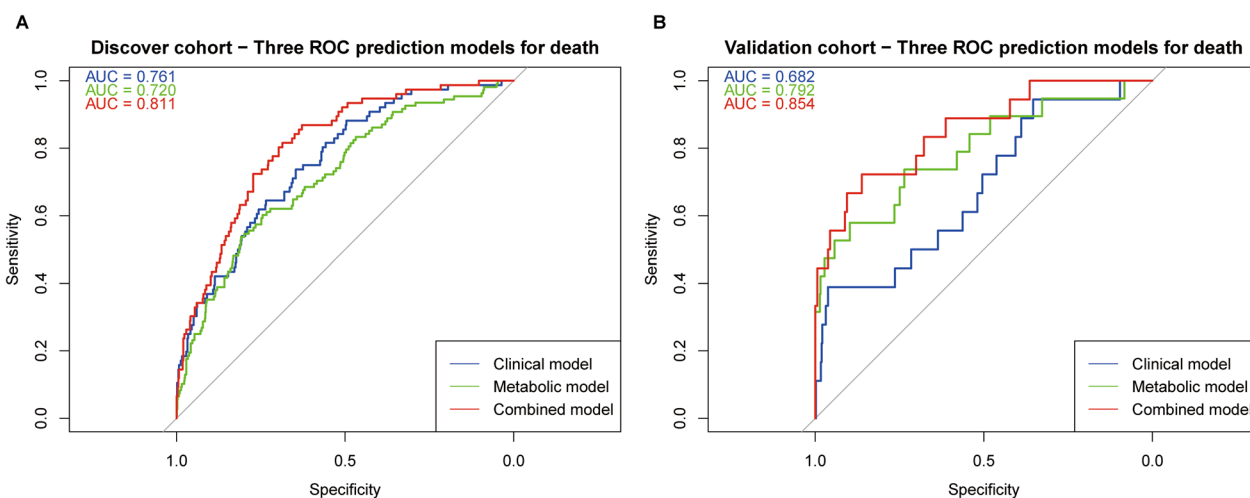 A
Discover cohort − Three ROC prediction models for death
AUC = 0.761
AUC = 0.720
AUC = 0.811
1.0
0.8
0.6
0.4
0.2
0.0
Sensitivity
Clinical model
Metabolic model
Combined model
1.0 0.5 0.0
Specificity
B
Validation cohort − Three ROC prediction models for death
AUC = 0.682
AUC = 0.792
AUC = 0.854
1.0
0.8
0.6
0.4
0.2
0.0
Sensitivity
Clinical model
Metabolic model
Combined model
1.0 0.5 0.0
Specificity